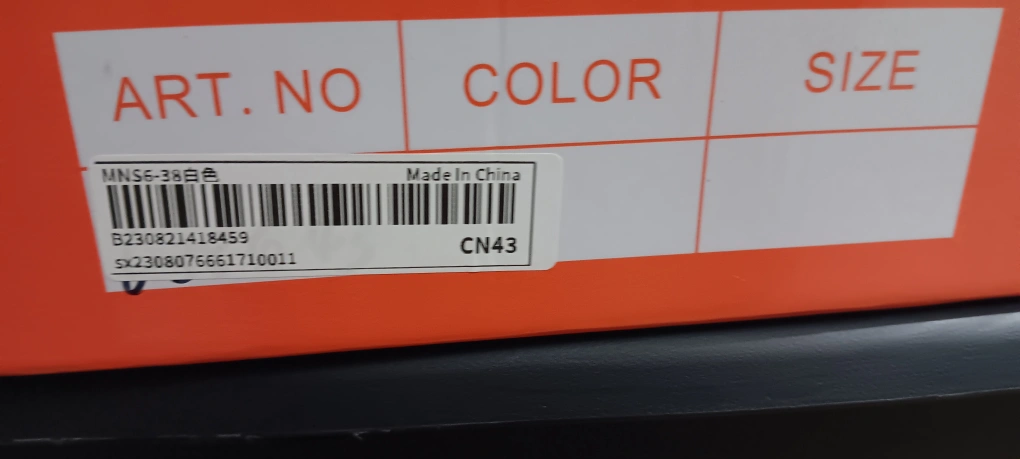 ART. NO COLOR SIZE
MNS6-38白色 Made In China
B230821418459
CN43
sx2308076661710011